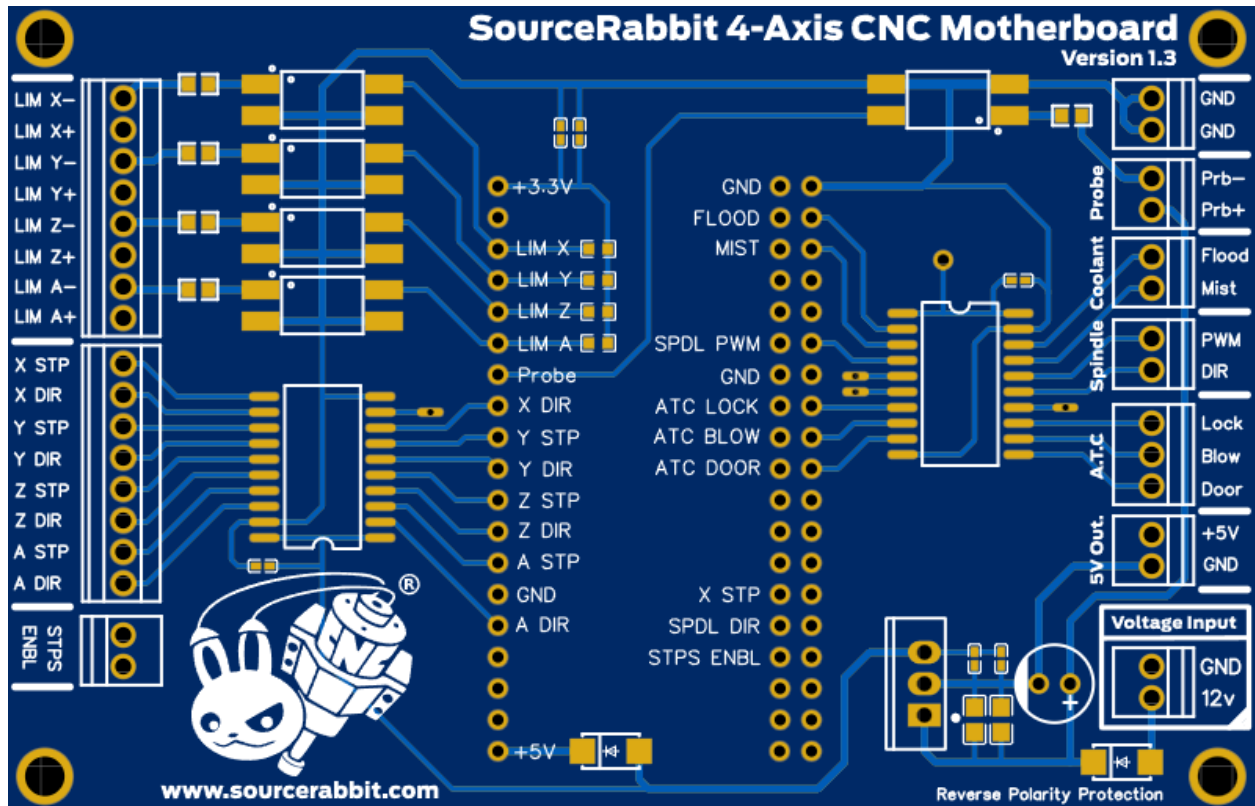 SourceRabbit 4-Axis CNC Motherboard
Version 1.3
LIM X-
LIM X+
LIM Y-
LIM Y+
LIM Z-
LIM Z+
LIM A-
LIM A+
X STP
X DIR
Y STP
Y DIR
Z STP
Z DIR
A STP
A DIR
STPS
ENBL
+3.3V
LIM X
LIM Y
LIM Z
LIM A
Probe
X DIR
Y STP
Y DIR
Z STP
Z DIR
A STP
GND
A DIR
+5V
GND
FLOOD
MIST
SPDL PWM
GND
ATC LOCK
ATC BLOW
ATC DOOR
X STP
SPDL DIR
STPS ENBL
GND
GND
Probe
Prb-
Prb+
Coolant
Flood
Mist
Spindle
PWM
DIR
A.T.C
Lock
Blow
Door
5V Out.
+5V
GND
Voltage Input
GND
12v
+
Reverse Polarity Protection
CNC
®
www.sourcerabbit.com